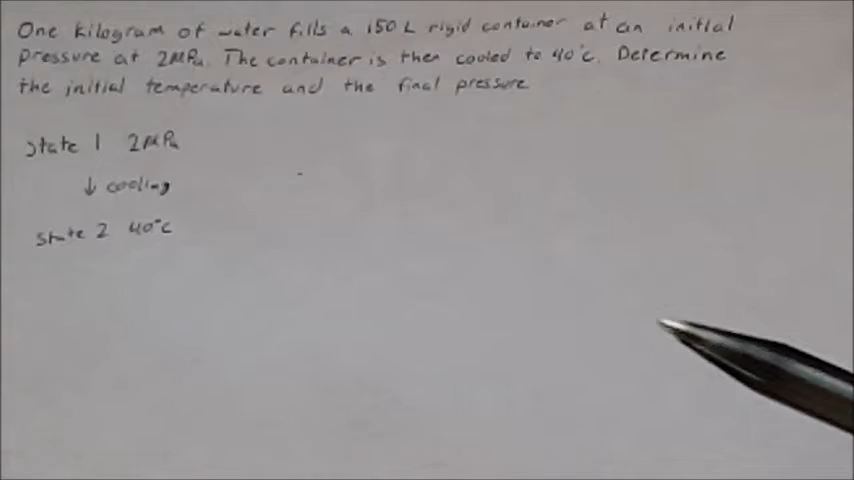 One kilogram of water fills a 150 L rigid container at an initial
pressure at 2MPa. The container is then cooled to 40°C. Determine
the initial temperature and the final pressure.
State 1 2MPa
↓ cooling
State 2 40°C